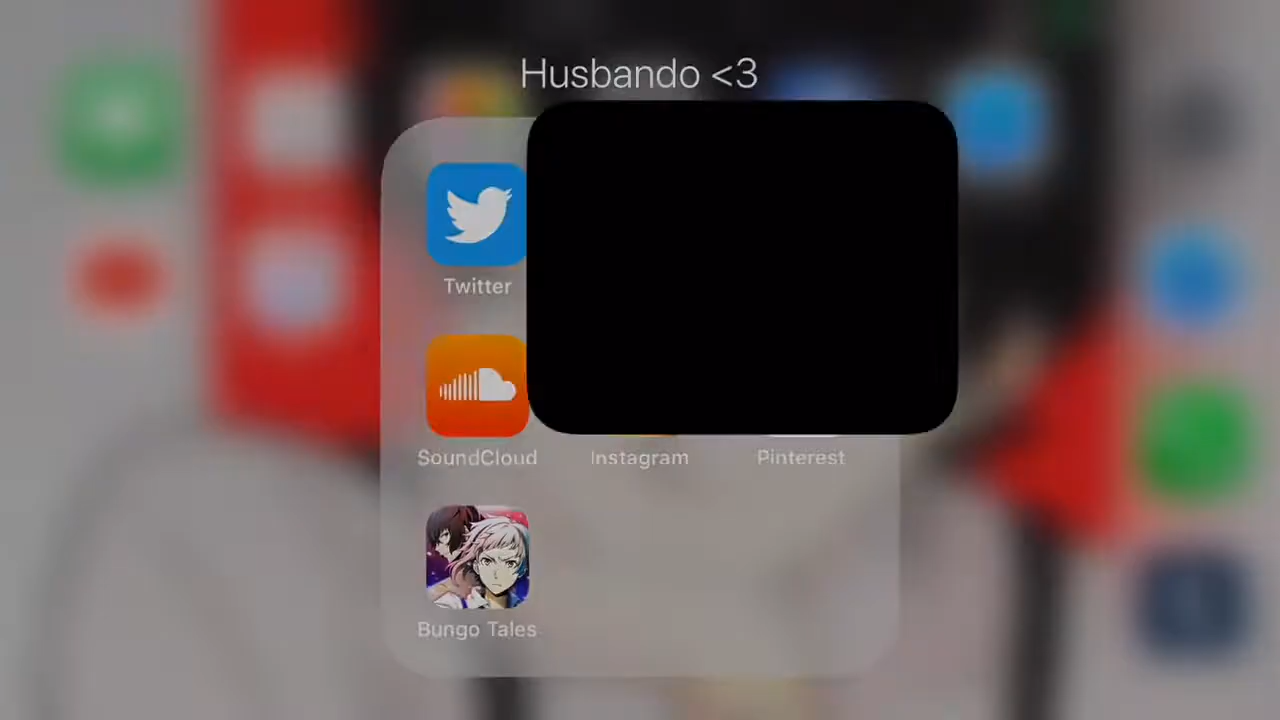 Husbando <3
Twitter
SoundCloud
Instagram
Pinterest
Bungo Tales